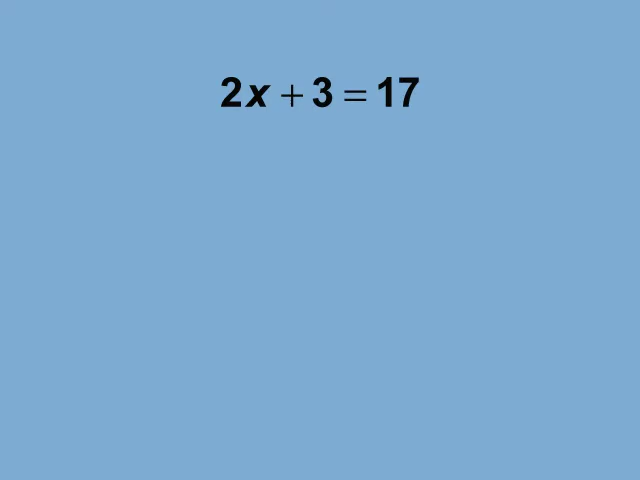 2x + 3 = 17